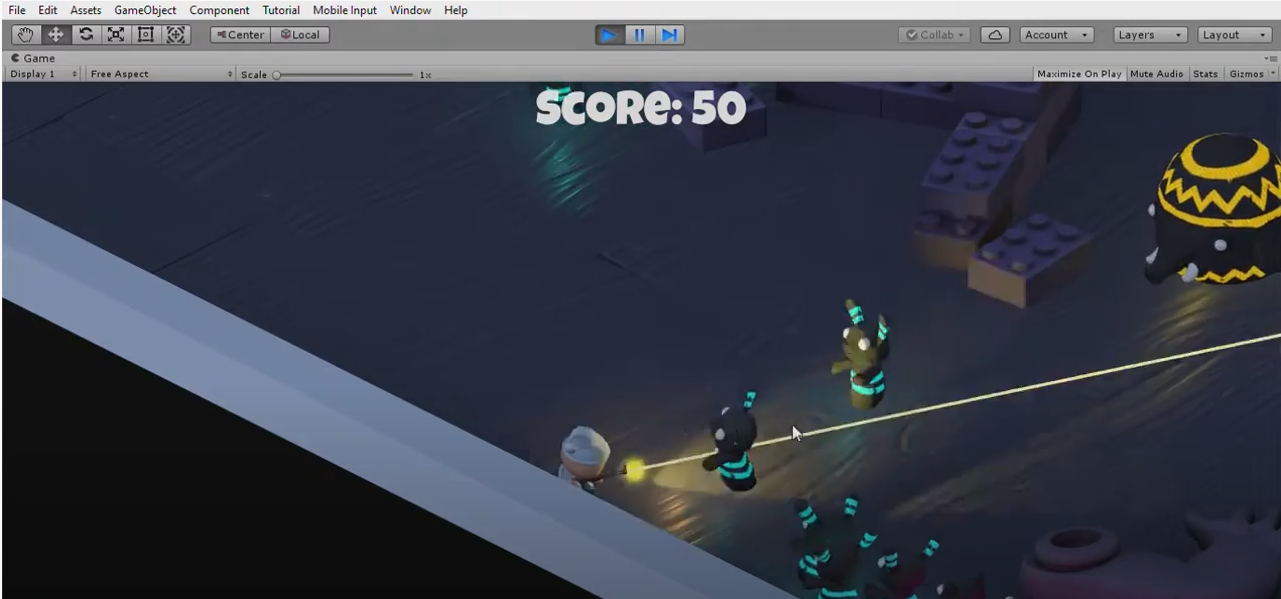 File Edit Assets GameObject Component Tutorial Mobile Input Window Help
Center Local Collab Account Layers Layout
Game
Display 1 Free Aspect Scale 1x Maximize On Play Mute Audio Stats Gizmos
SCORE: 50